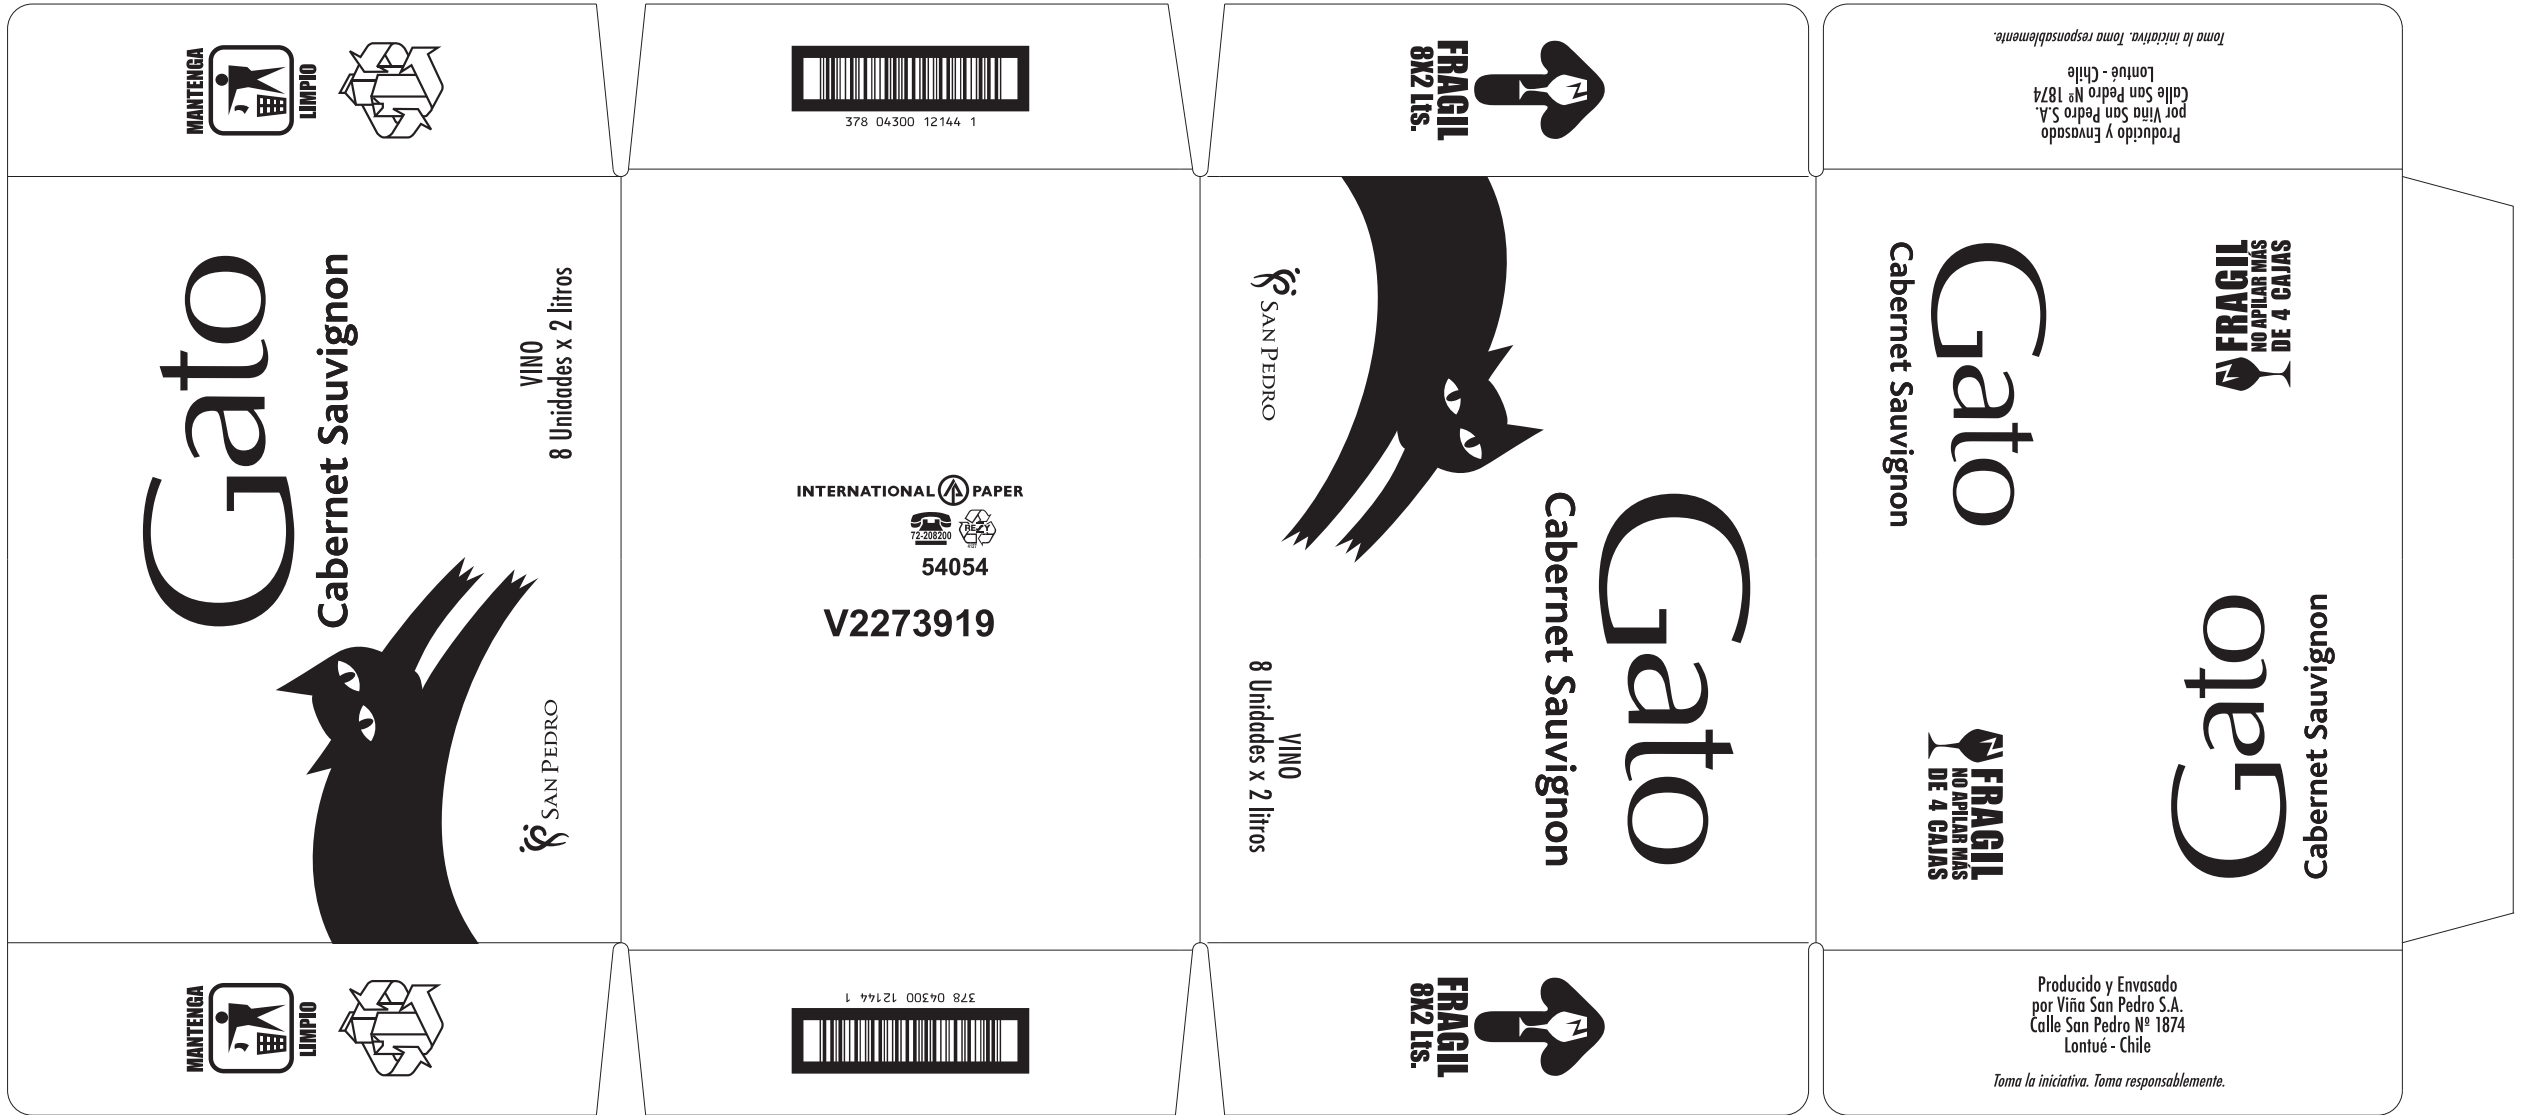 MANTENGA
LIMPIO
378 04300 12144 1
FRAGIL
8X2 Lts.
Producido y Envasado
por Viña San Pedro S.A.
Calle San Pedro Nº 1874
Lontué - Chile
Toma la iniciativa. Toma responsablemente.
Gato
Cabernet Sauvignon
VINO
8 Unidades x 2 litros
SAN PEDRO
INTERNATIONAL PAPER
72-208200
REZY
54054
V2273919
SAN PEDRO
Gato
Cabernet Sauvignon
VINO
8 Unidades x 2 litros
Gato
Cabernet Sauvignon
FRAGIL
NO APILAR MÁS
DE 4 CAJAS
FRAGIL
NO APILAR MÁS
DE 4 CAJAS
Gato
Cabernet Sauvignon
MANTENGA
LIMPIO
378 04300 12144 1
FRAGIL
8X2 Lts.
Producido y Envasado
por Viña San Pedro S.A.
Calle San Pedro Nº 1874
Lontué - Chile
Toma la iniciativa. Toma responsablemente.